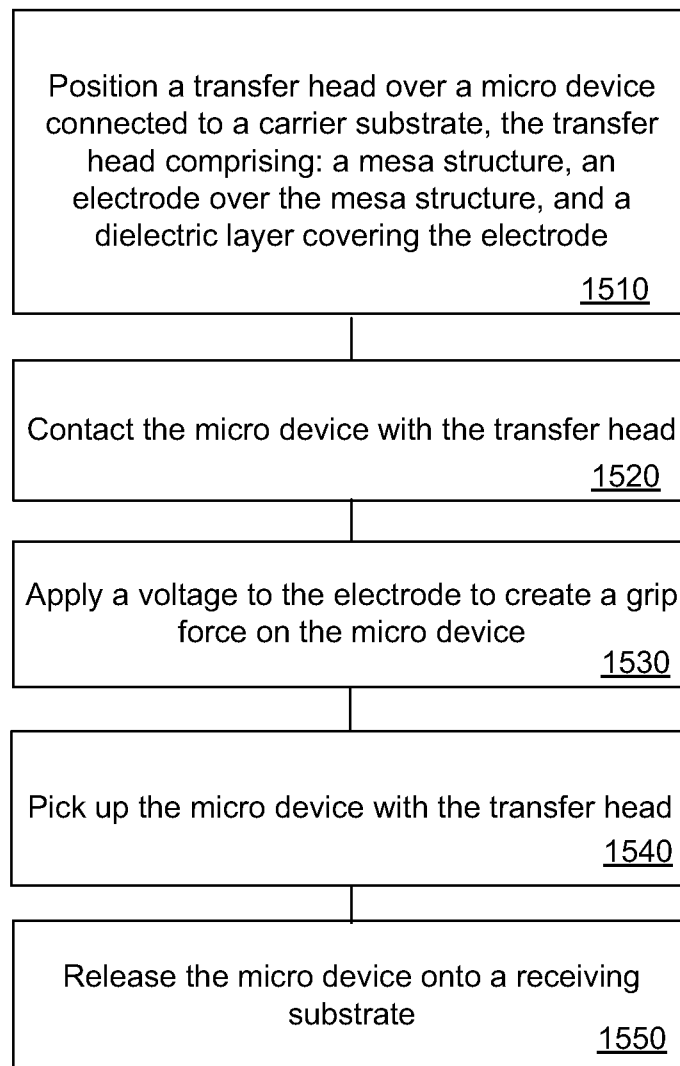 Position a transfer head over a micro device
connected to a carrier substrate, the transfer
head comprising: a mesa structure, an
electrode over the mesa structure, and a
dielectric layer covering the electrode
1510
Contact the micro device with the transfer head
1520
Apply a voltage to the electrode to create a grip
force on the micro device
1530
Pick up the micro device with the transfer head
1540
Release the micro device onto a receiving
substrate
1550